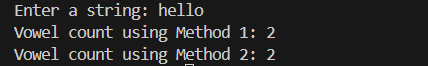 Enter a string: hello
Vowel count using Method 1: 2
Vowel count using Method 2: 2